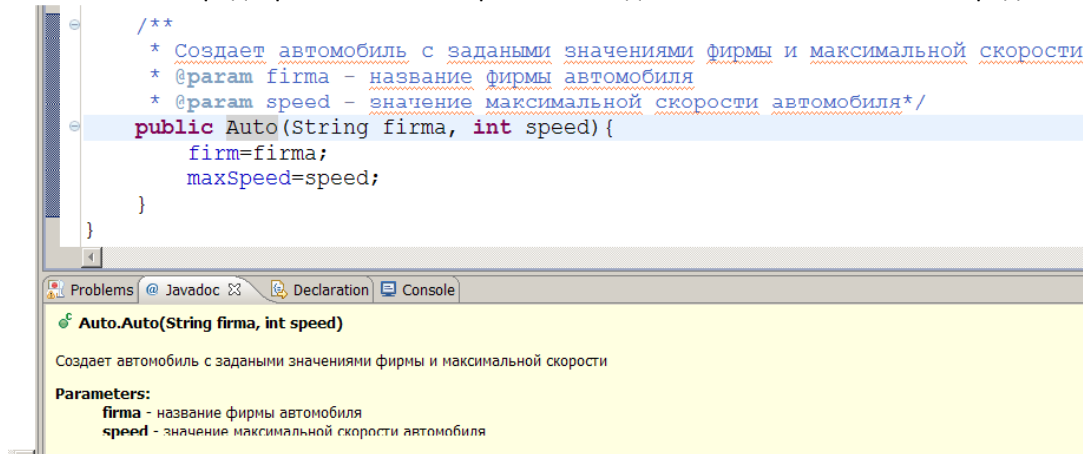 /**
* Создает автомобиль с задаными значениями фирмы и максимальной скорости
* @param firma - название фирмы автомобиля
* @param speed - значение максимальной скорости автомобиля*/
public Auto(String firma, int speed){
firm=firma;
maxSpeed=speed;
}
}
Problems @ Javadoc Declaration Console
Auto.Auto(String firma, int speed)
Создает автомобиль с задаными значениями фирмы и максимальной скорости
Parameters:
firma - название фирмы автомобиля
speed - значение максимальной скорости автомобиля